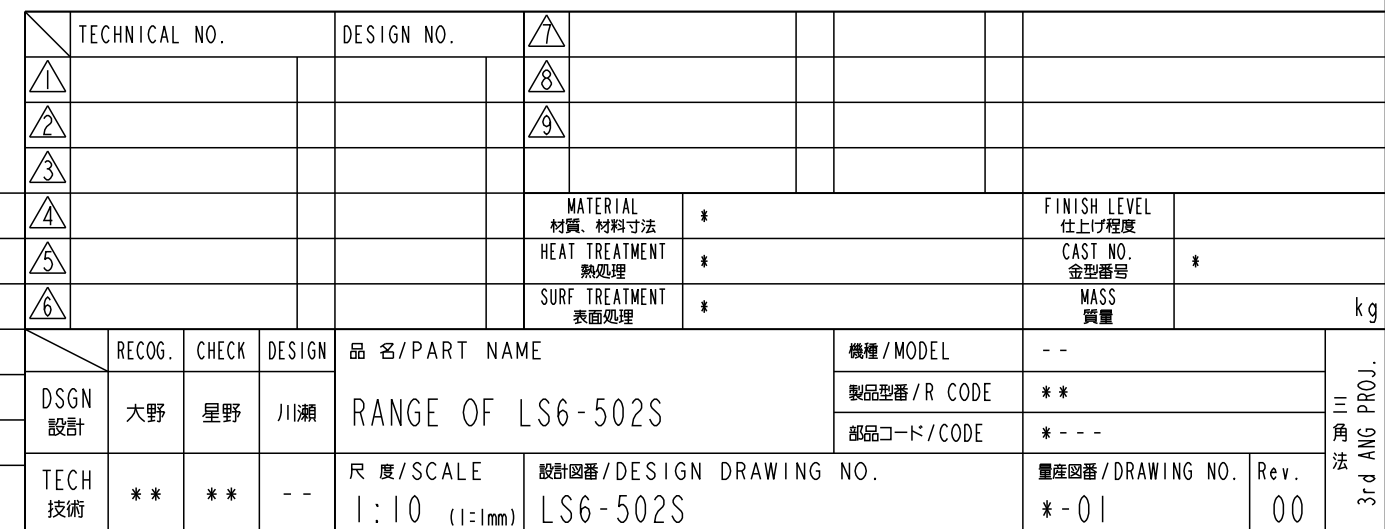 TECHNICAL NO. DESIGN NO. 7
1 8
2 9
3
4 MATERIAL * FINISH LEVEL
材質、材料寸法 仕上げ程度
5 HEAT TREATMENT * CAST NO. *
熱処理 金型番号
6 SURF TREATMENT * MASS kg
表面処理 質量
RECOG. CHECK DESIGN 品 名/PART NAME 機種/MODEL --
DSGN 大野 星野 川瀬 RANGE OF LS6-502S 製品型番/R CODE **
設計 部品コード/CODE *---
TECH ** ** -- 尺 度/SCALE 設計図番/DESIGN DRAWING NO. 量産図番/DRAWING NO. Rev.
技術 1:10 (1=1mm) LS6-502S *-01 00
三角法
3rd ANG PROJ.